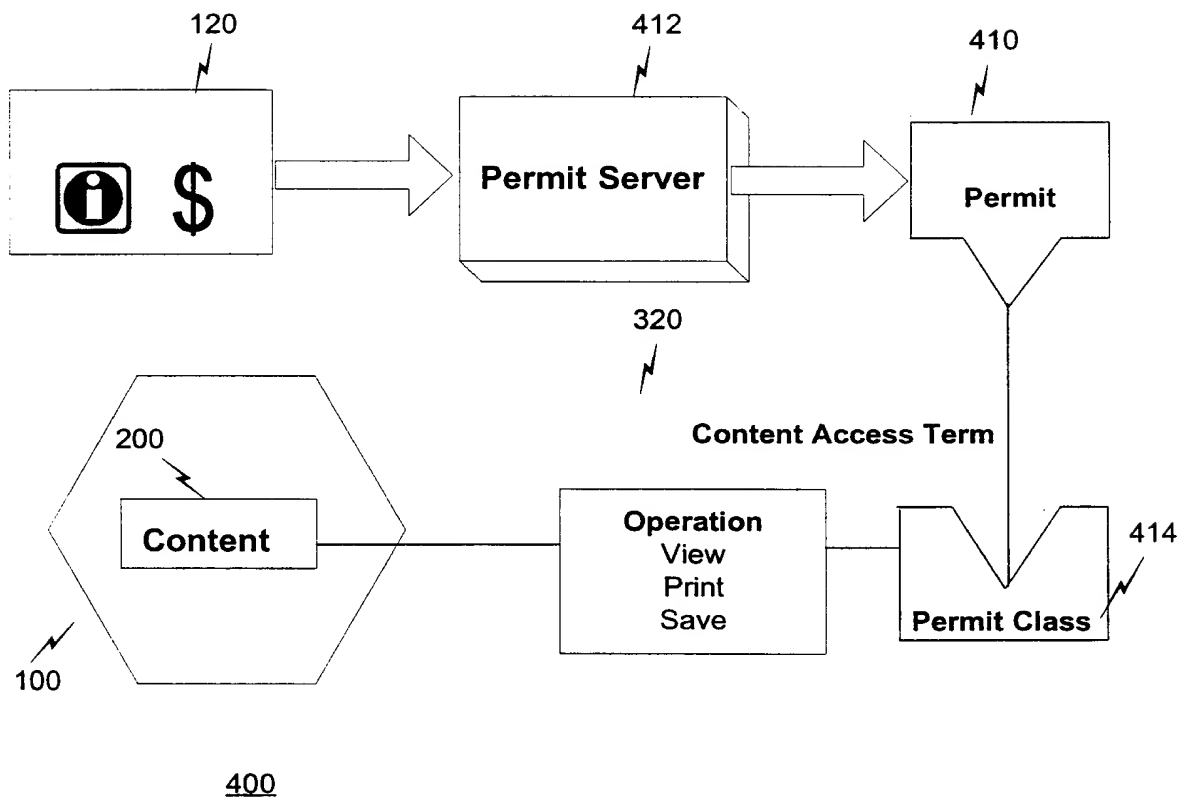 120
412
410
i $
Permit Server
Permit
320
Content Access Term
200
Content
Operation
View
Print
Save
414
Permit Class
100
400